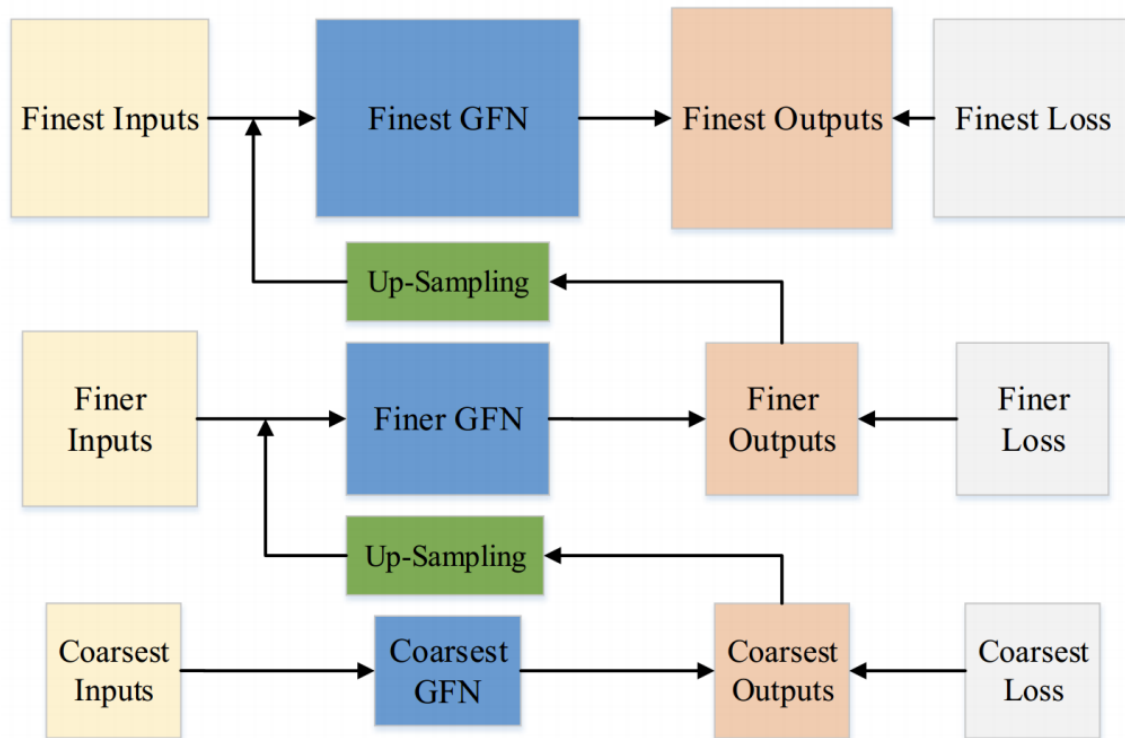 Finest Inputs
Finest GFN
Finest Outputs
Finest Loss
Up-Sampling
Finer
Inputs
Finer GFN
Finer
Outputs
Finer
Loss
Up-Sampling
Coarsest
Inputs
Coarsest
GFN
Coarsest
Outputs
Coarsest
Loss